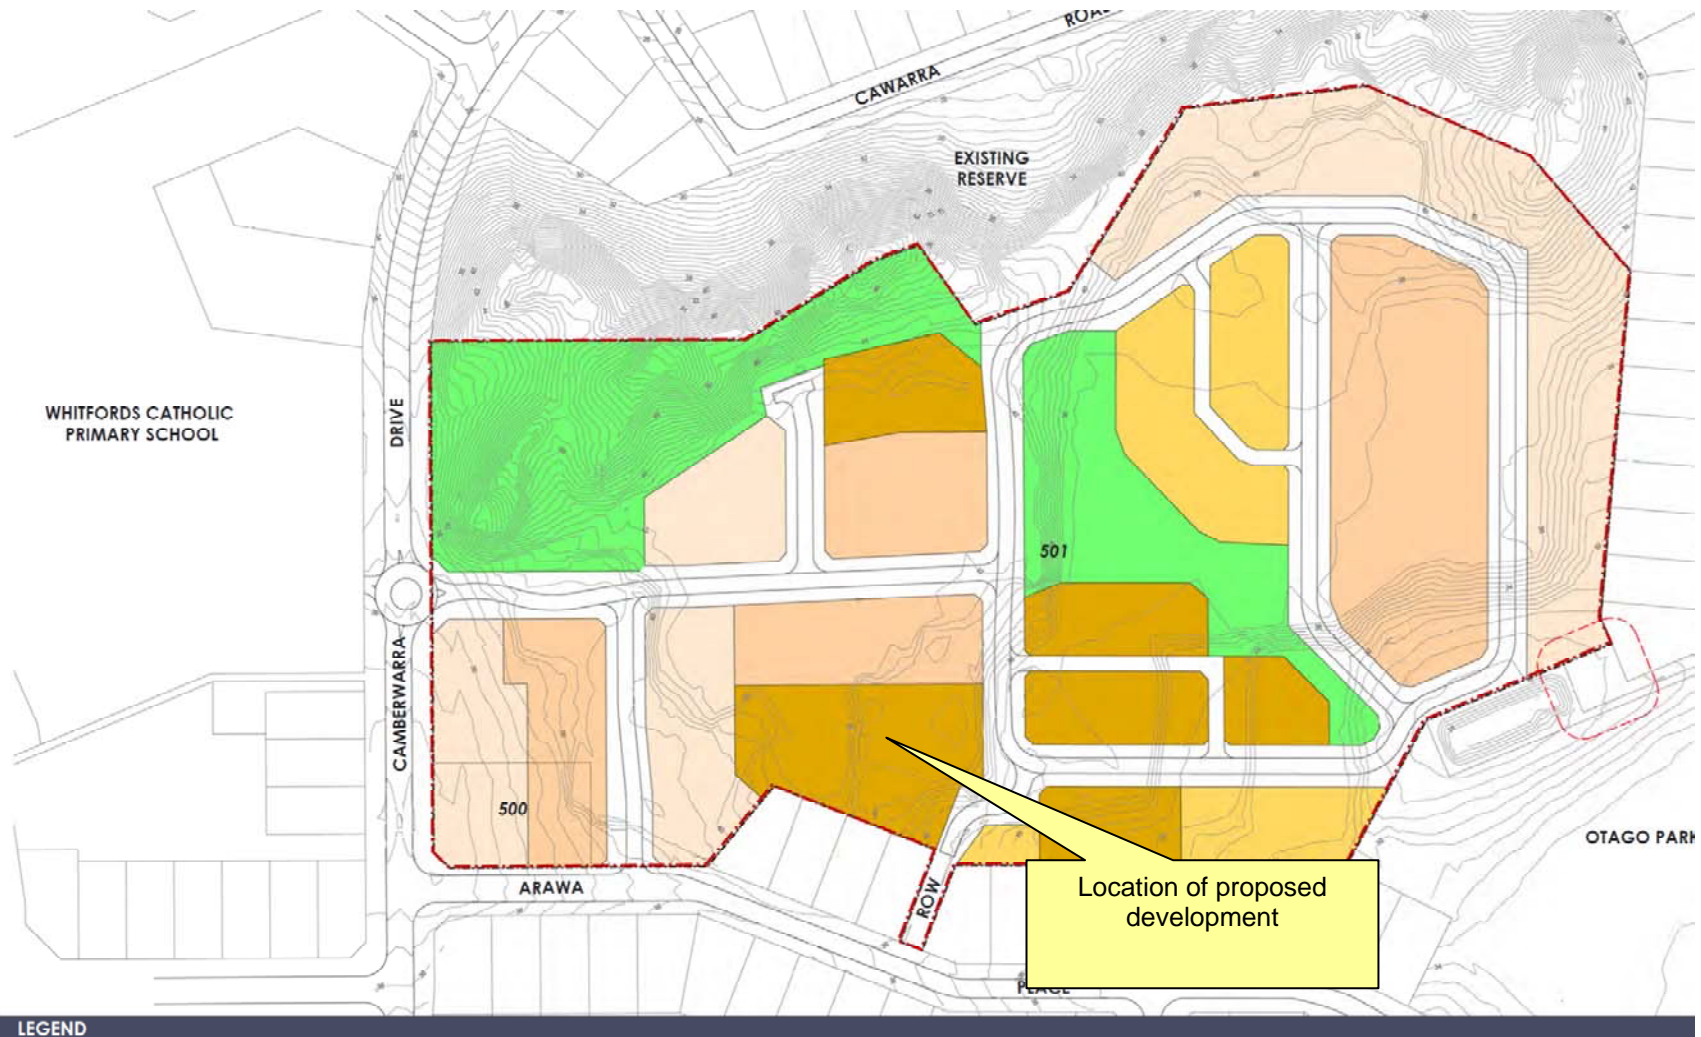 ROAD
CAWARRA
EXISTING
RESERVE
WHITFORDS CATHOLIC
PRIMARY SCHOOL
DRIVE
501
CAMBERWARRA
500
OTAGO PARK
ARAWA
ROW
Location of proposed
development
PLACE
LEGEND